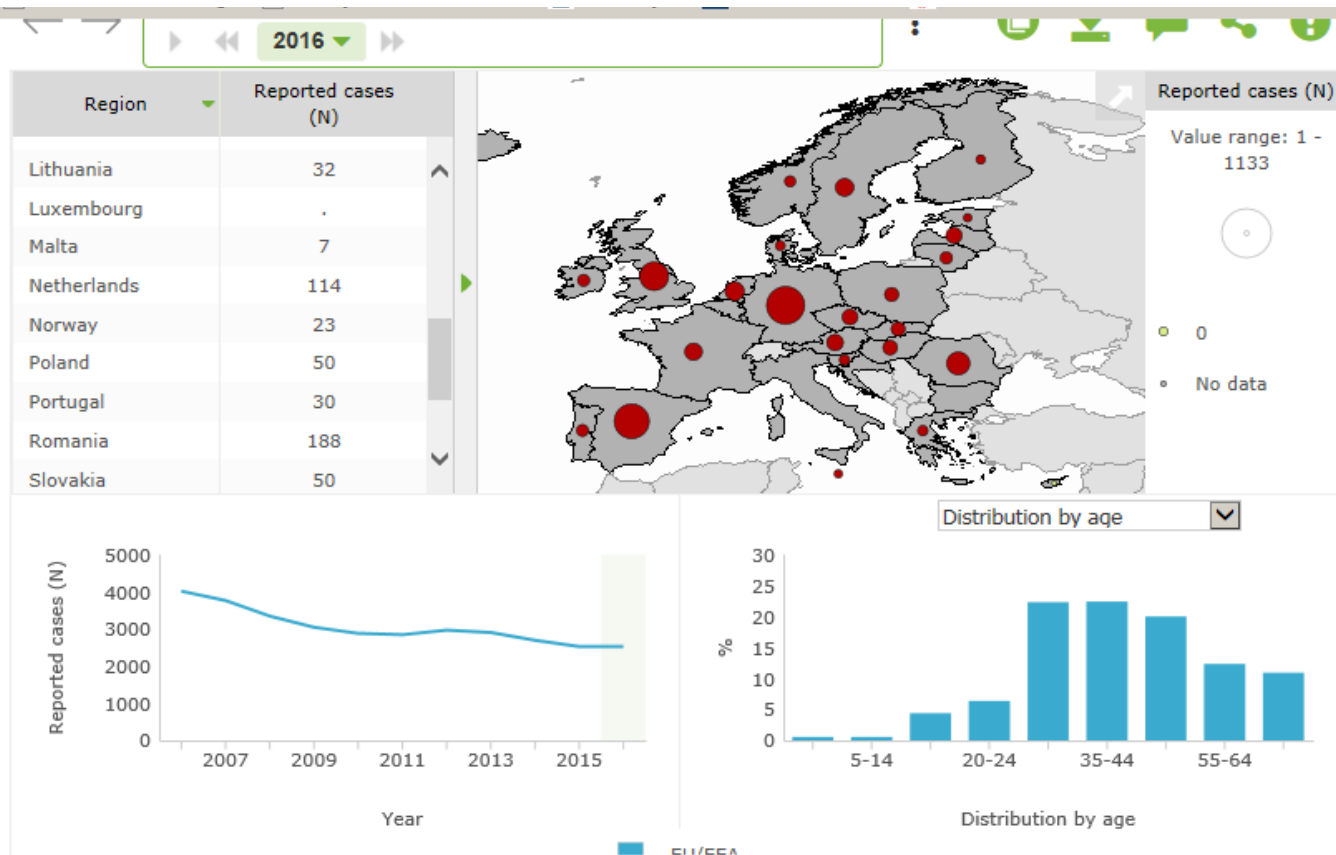 2016
Region
Reported cases
(N)
Lithuania 32
Luxembourg .
Malta 7
Netherlands 114
Norway 23
Poland 50
Portugal 30
Romania 188
Slovakia 50
Reported cases (N)
Value range: 1 -
1133
0
No data
Reported cases (N)
5000
4000
3000
2000
1000
0
2007 2009 2011 2013 2015
Year
Distribution by age
%
30
25
20
15
10
5
0
5-14 20-24 35-44 55-64
Distribution by age
EU/EEA